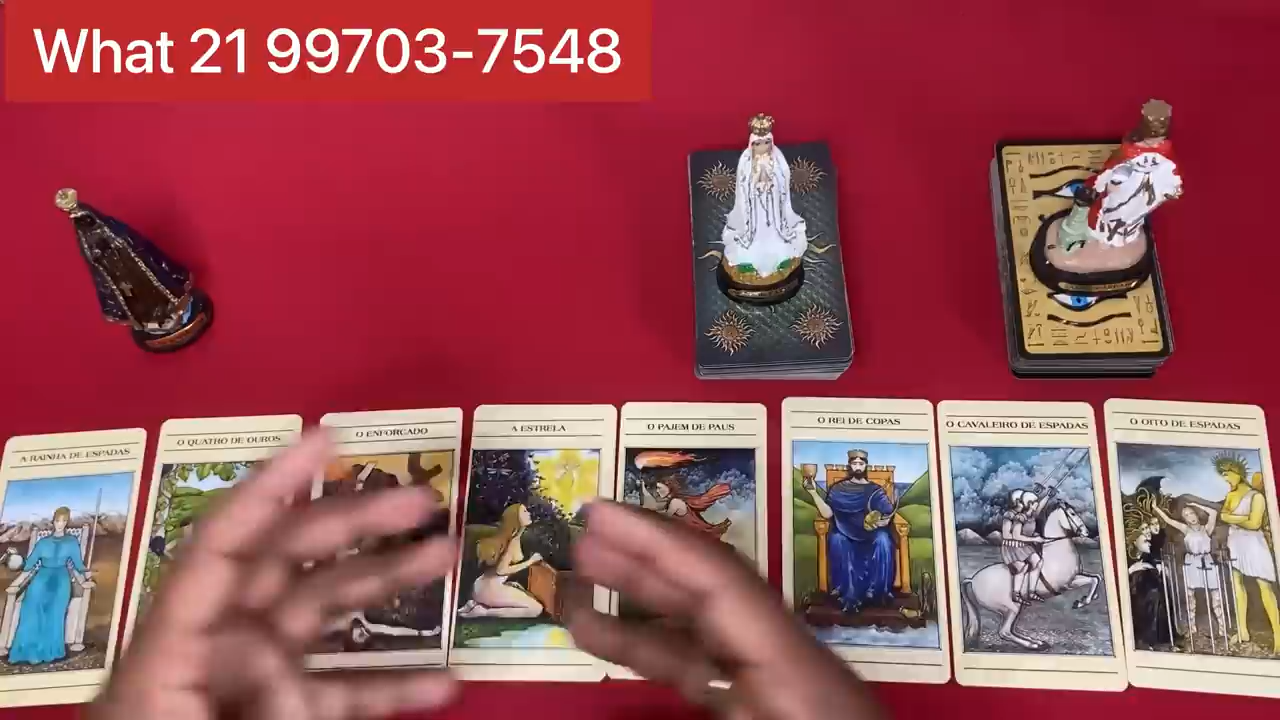 What 21 99703-7548
A RAINHA DE ESPADAS
O QUATRO DE OUROS
O ENFORCADO
A ESTRELA
O PAJEM DE PAUS
O REI DE COPAS
O CAVALEIRO DE ESPADAS
O OITO DE ESPADAS